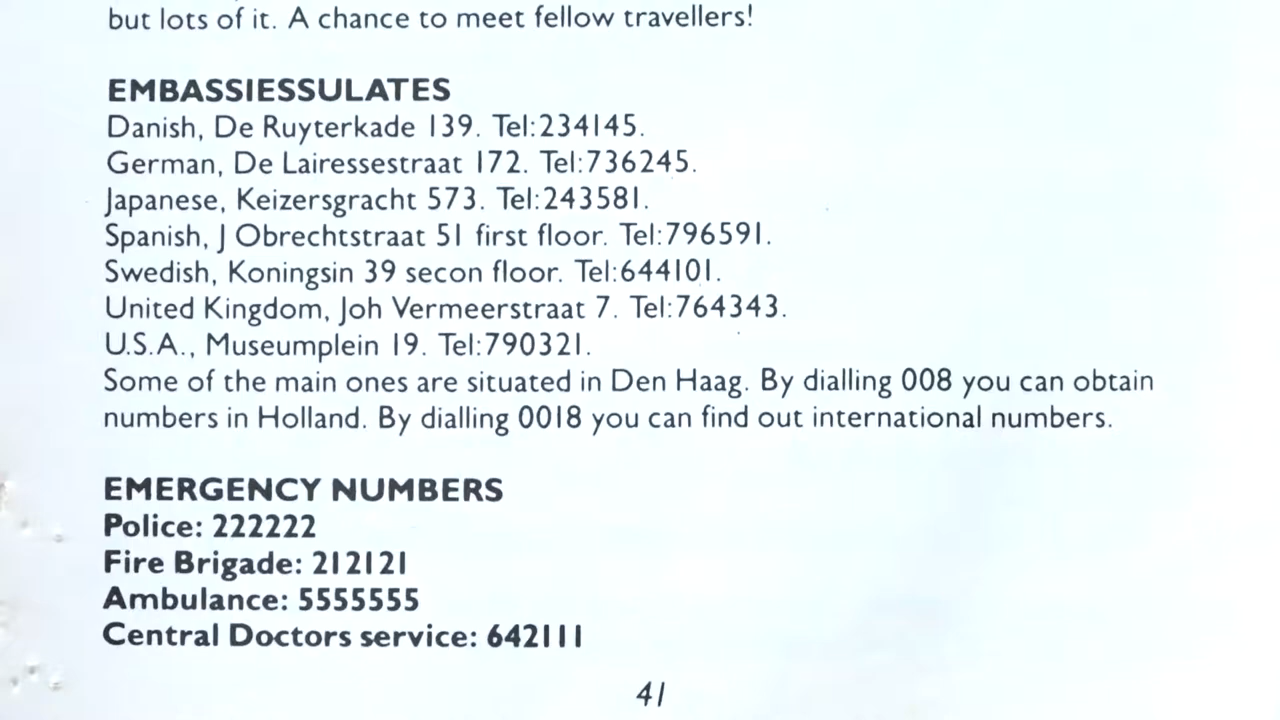 but lots of it. A chance to meet fellow travellers!
EMBASSIESSULATES
Danish, De Ruyterkade 139. Tel:234145.
German, De Lairessestraat 172. Tel:736245.
Japanese, Keizersgracht 573. Tel:243581.
Spanish, J Obrechtstraat 51 first floor. Tel:796591.
Swedish, Koningsin 39 secon floor. Tel:644101.
United Kingdom, Joh Vermeerstraat 7. Tel:764343.
U.S.A., Museumplein 19. Tel:790321.
Some of the main ones are situated in Den Haag. By dialling 008 you can obtain
numbers in Holland. By dialling 0018 you can find out international numbers.
EMERGENCY NUMBERS
Police: 222222
Fire Brigade: 212121
Ambulance: 5555555
Central Doctors service: 642111
41